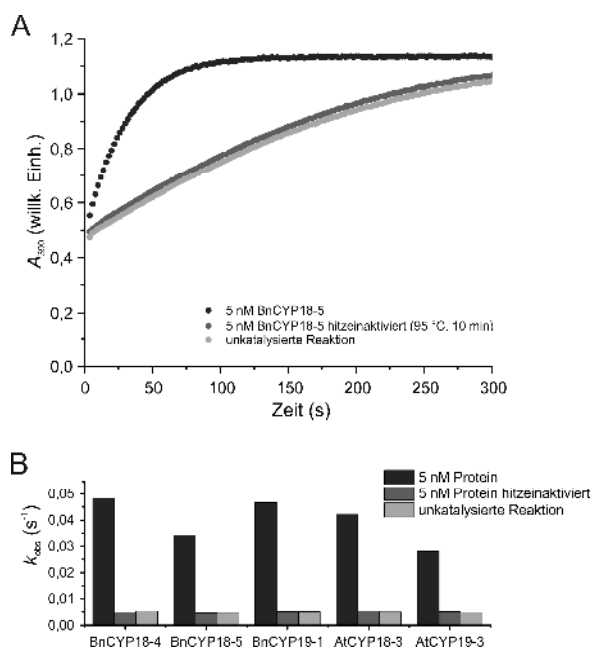 A
1,2
1,0
0,8
0,6
0,4
0,2
0,0
A₃₉₀ (willk. Einh.)
5 nM BnCYP18-5
5 nM BnCYP18-5 hitzeinaktiviert (95 °C, 10 min)
unkatalysierte Reaktion
0 50 100 150 200 250 300
Zeit (s)
B
5 nM Protein
5 nM Protein hitzeinaktiviert
unkatalysierte Reaktion
0,05
0,04
0,03
0,02
0,01
0,00
k_obs (s⁻¹)
BnCYP18-4 BnCYP18-5 BnCYP19-1 AtCYP18-3 AtCYP19-3